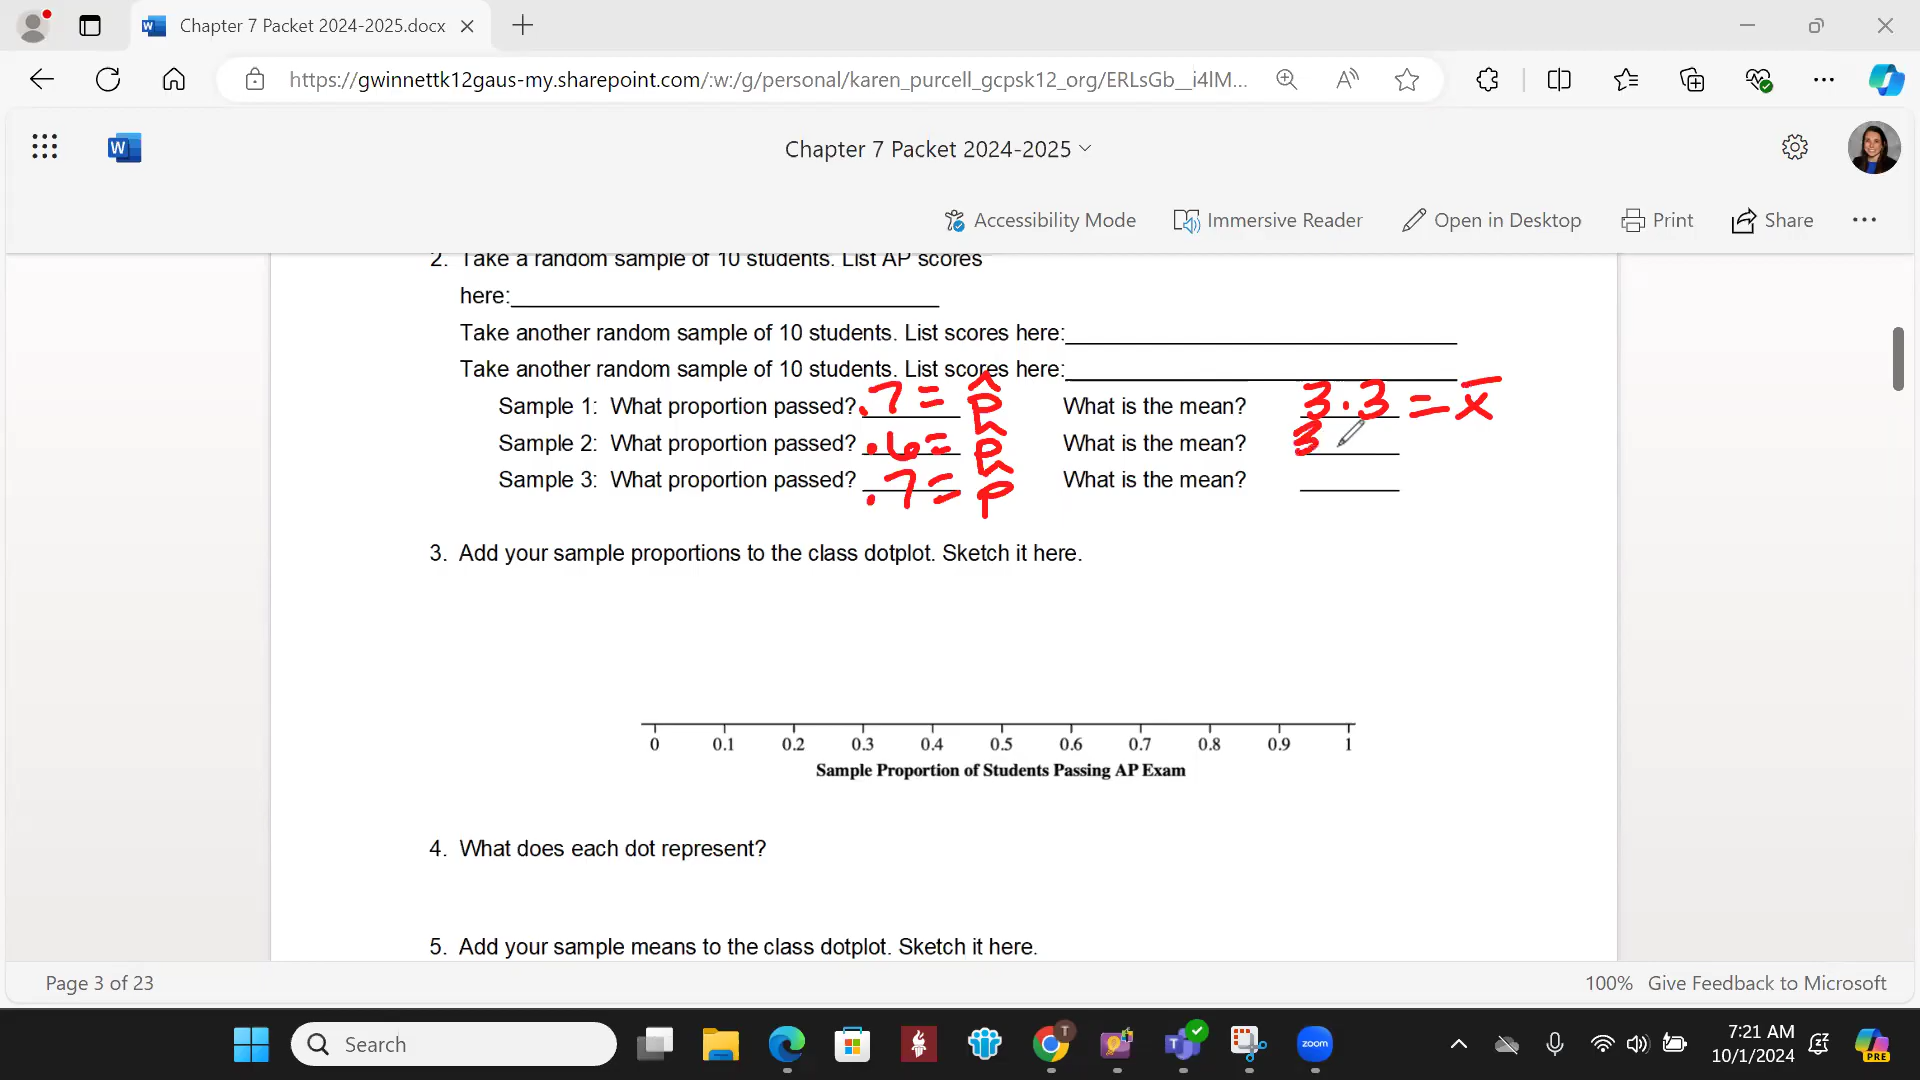 Chapter 7 Packet 2024-2025.docx
https://gwinnettk12gaus-my.sharepoint.com/:w:/g/personal/karen_purcell_gcpsk12_org/ERLsGb__i4lM...
Chapter 7 Packet 2024-2025
Accessibility Mode Immersive Reader Open in Desktop Print Share
2. Take a random sample of 10 students. List AP scores
here:
Take another random sample of 10 students. List scores here:
Take another random sample of 10 students. List scores here:
Sample 1: What proportion passed? .7 = p̂ What is the mean? 3.3 = x̄
Sample 2: What proportion passed? .6 = p̂ What is the mean? 3
Sample 3: What proportion passed? .7 = p̂ What is the mean?
3. Add your sample proportions to the class dotplot. Sketch it here.
0 0.1 0.2 0.3 0.4 0.5 0.6 0.7 0.8 0.9 1
Sample Proportion of Students Passing AP Exam
4. What does each dot represent?
5. Add your sample means to the class dotplot. Sketch it here.
Page 3 of 23 100% Give Feedback to Microsoft
Search zoom 7:21 AM
10/1/2024
PRE